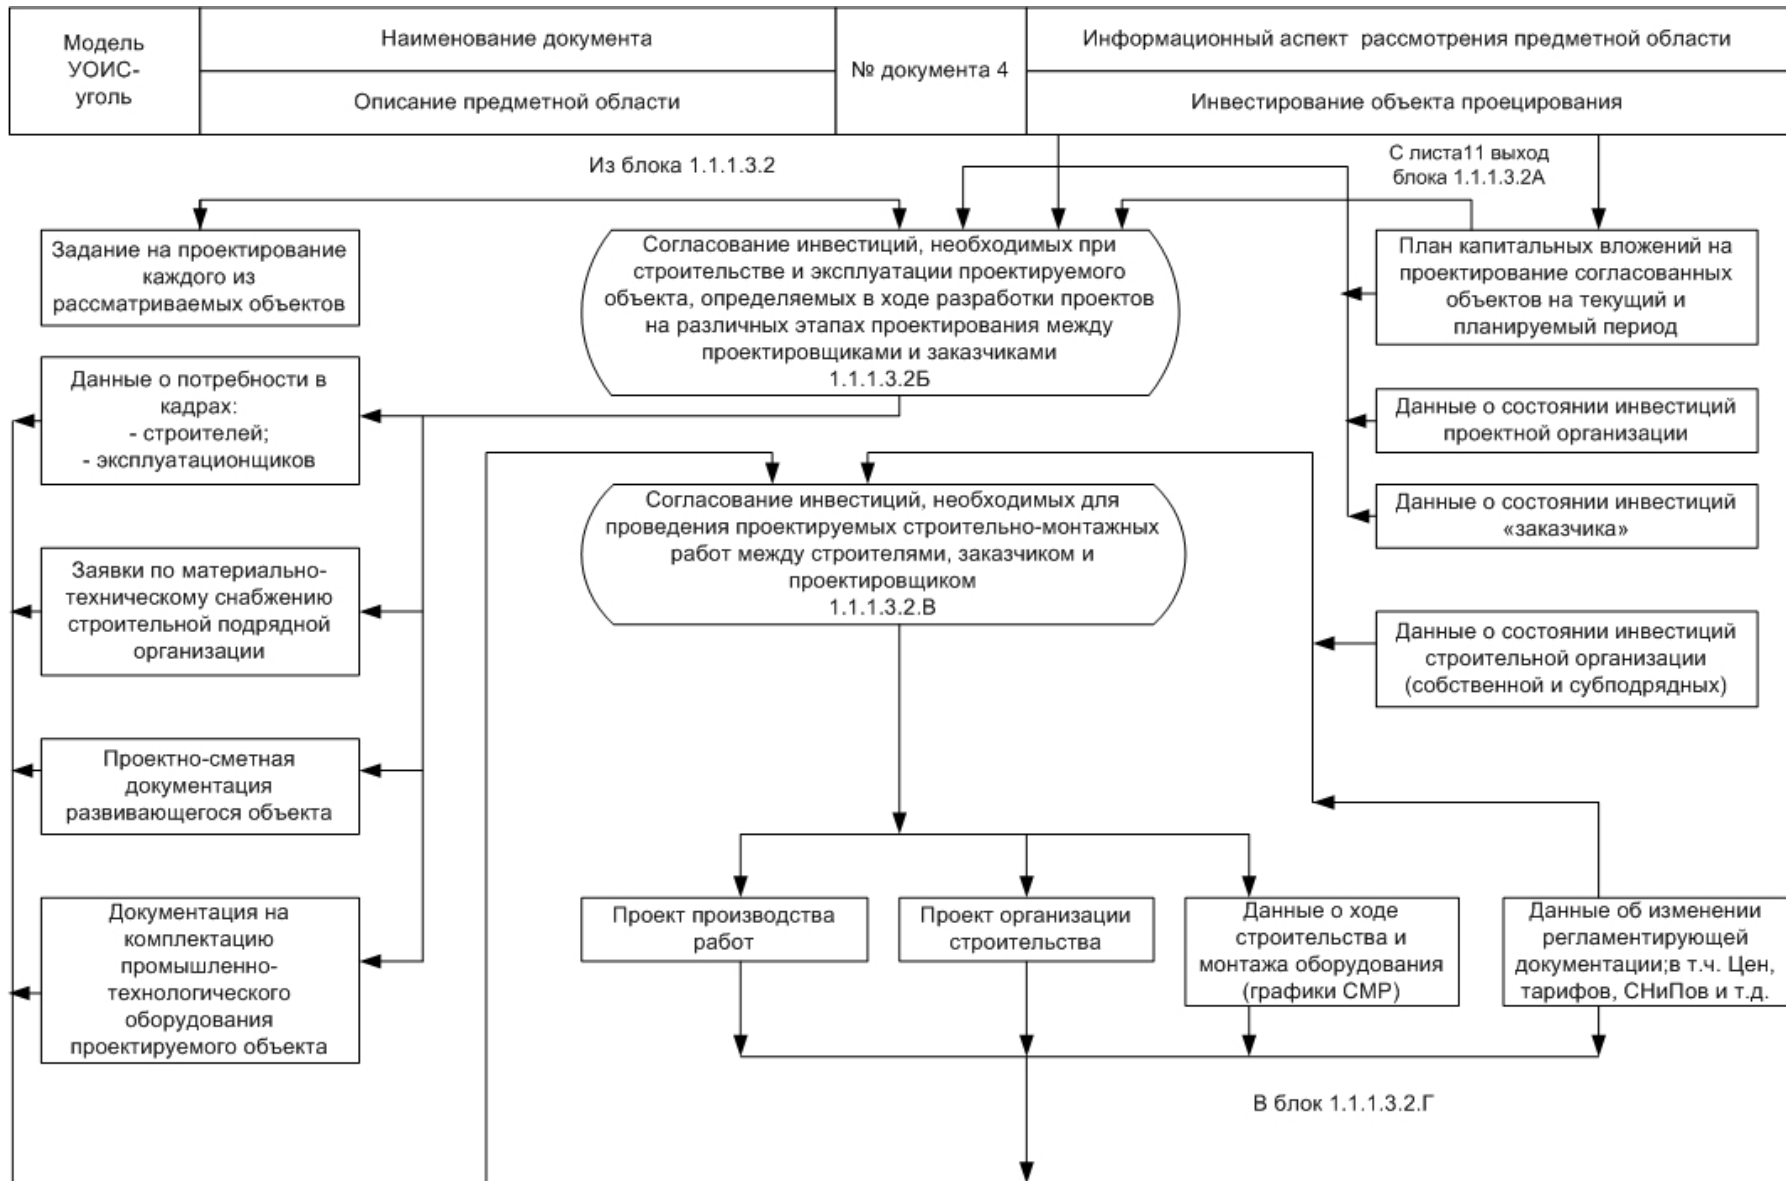 Модель
УОИС-
уголь
Наименование документа
Описание предметной области
№ документа 4
Информационный аспект рассмотрения предметной области
Инвестирование объекта проецирования
Из блока 1.1.1.3.2
С листа11 выход
блока 1.1.1.3.2А
Задание на проектирование
каждого из
рассматриваемых объектов
Согласование инвестиций, необходимых при
строительстве и эксплуатации проектируемого
объекта, определяемых в ходе разработки проектов
на различных этапах проектирования между
проектировщиками и заказчиками
1.1.1.3.2Б
План капитальных вложений на
проектирование согласованных
объектов на текущий и
планируемый период
Данные о потребности в
кадрах:
- строителей;
- эксплуатационщиков
Данные о состоянии инвестиций
проектной организации
Данные о состоянии инвестиций
«заказчика»
Согласование инвестиций, необходимых для
проведения проектируемых строительно-монтажных
работ между строителями, заказчиком и
проектировщиком
1.1.1.3.2.В
Заявки по материально-
техническому снабжению
строительной подрядной
организации
Данные о состоянии инвестиций
строительной организации
(собственной и субподрядных)
Проектно-сметная
документация
развивающегося объекта
Документация на
комплектацию
промышленно-
технологического
оборудования
проектируемого объекта
Проект производства
работ
Проект организации
строительства
Данные о ходе
строительства и
монтажа оборудования
(графики СМР)
Данные об изменении
регламентирующей
документации;в т.ч. Цен,
тарифов, СНиПов и т.д.
В блок 1.1.1.3.2.Г